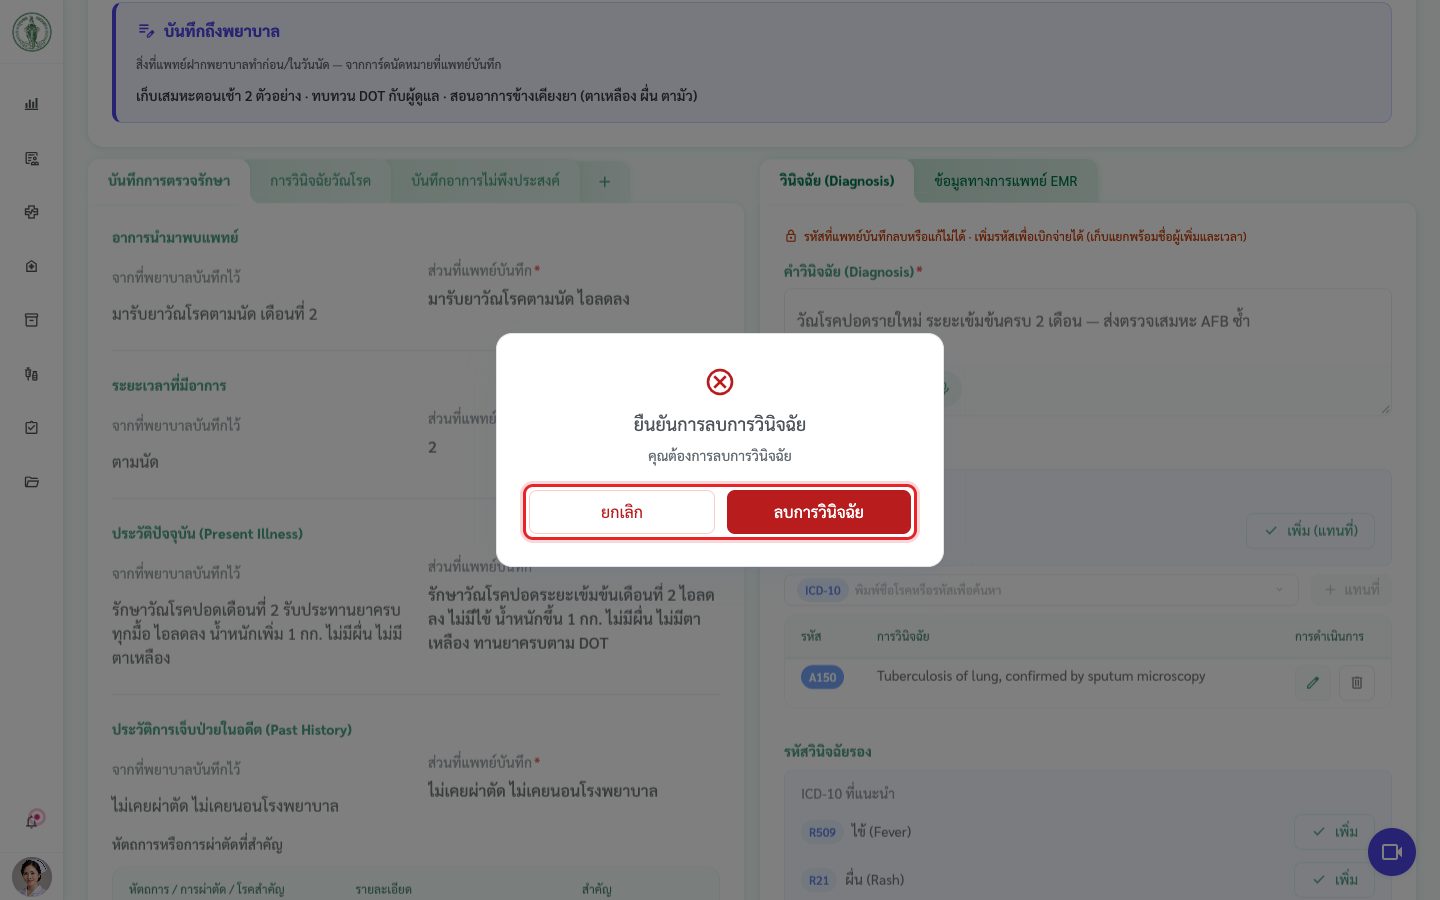 บันทึกถึงพยาบาล
สิ่งที่แพทย์ฝากพยาบาลทำก่อน/ในวันนัด — จากการ์ดนัดหมายที่แพทย์บันทึก
เก็บเสมหะตอนเช้า 2 ตัวอย่าง · ทบทวน DOT กับผู้ดูแล · สอนอาการข้างเคียงยา (ตาเหลือง ผื่น ตามัว)
บันทึกการตรวจรักษา
การวินิจฉัยวัณโรค
บันทึกอาการไม่พึงประสงค์
+
อาการนำมาพบแพทย์
จากที่พยาบาลบันทึกไว้
มารับยาวัณโรคตามนัด เดือนที่ 2
ส่วนที่แพทย์บันทึก*
มารับยาวัณโรคตามนัด ไอลดลง
ระยะเวลาที่มีอาการ
จากที่พยาบาลบันทึกไว้
ตามนัด
ส่วนที่แพทย์
2
ประวัติปัจจุบัน (Present Illness)
จากที่พยาบาลบันทึกไว้
รักษาวัณโรคปอดเดือนที่ 2 รับประทานยาครบ
ทุกมื้อ ไอลดลง น้ำหนักเพิ่ม 1 กก. ไม่มีผื่น ไม่มี
ตาเหลือง
ส่วนที่แพทย์บันทึก
รักษาวัณโรคปอดระยะเข้มข้นเดือนที่ 2 ไอลด
ลง ไม่มีไข้ น้ำหนักขึ้น 1 กก. ไม่มีผื่น ไม่มีตา
เหลือง ทานยาครบตาม DOT
ประวัติการเจ็บป่วยในอดีต (Past History)
จากที่พยาบาลบันทึกไว้
ไม่เคยผ่าตัด ไม่เคยนอนโรงพยาบาล
ส่วนที่แพทย์บันทึก*
ไม่เคยผ่าตัด ไม่เคยนอนโรงพยาบาล
หัตถการหรือการผ่าตัดที่สำคัญ
หัตถการ / การผ่าตัด / โรคสำคัญ
รายละเอียด
สำคัญ
วินิจฉัย (Diagnosis)
ข้อมูลทางการแพทย์ EMR
รหัสที่แพทย์บันทึกลบหรือแก้ไม่ได้ · เพิ่มรหัสเพื่อเบิกจ่ายได้ (เก็บแยกพร้อมชื่อผู้เพิ่มและเวลา)
คำวินิจฉัย (Diagnosis)*
วัณโรคปอดรายใหม่ ระยะเข้มข้นครบ 2 เดือน — ส่งตรวจเสมหะ AFB ซ้ำ
เพิ่ม (แทนที่)
ICD-10 พิมพ์ชื่อโรคหรือรหัสเพื่อค้นหา
+ แทนที่
รหัส
การวินิจฉัย
การดำเนินการ
A150
Tuberculosis of lung, confirmed by sputum microscopy
รหัสวินิจฉัยรอง
ICD-10 ที่แนะนำ
R509 ไข้ (Fever)
เพิ่ม
R21 ผื่น (Rash)
เพิ่ม
ยืนยันการลบการวินิจฉัย
คุณต้องการลบการวินิจฉัย
ยกเลิก
ลบการวินิจฉัย